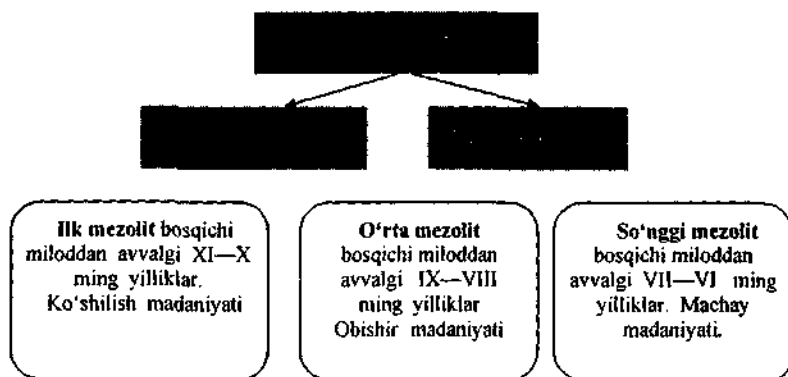 Ilk mezolit bosqichi
miloddan avvalgi XI—X
ming yilliklar.
Ko‘shilish madaniyati
O‘rta mezolit
bosqichi miloddan
avvalgi IX—VIII
ming yilliklar
Obishir madaniyati
So‘nggi mezolit
bosqichi miloddan
avvalgi VII—VI ming
yilliklar. Machay
madaniyati.